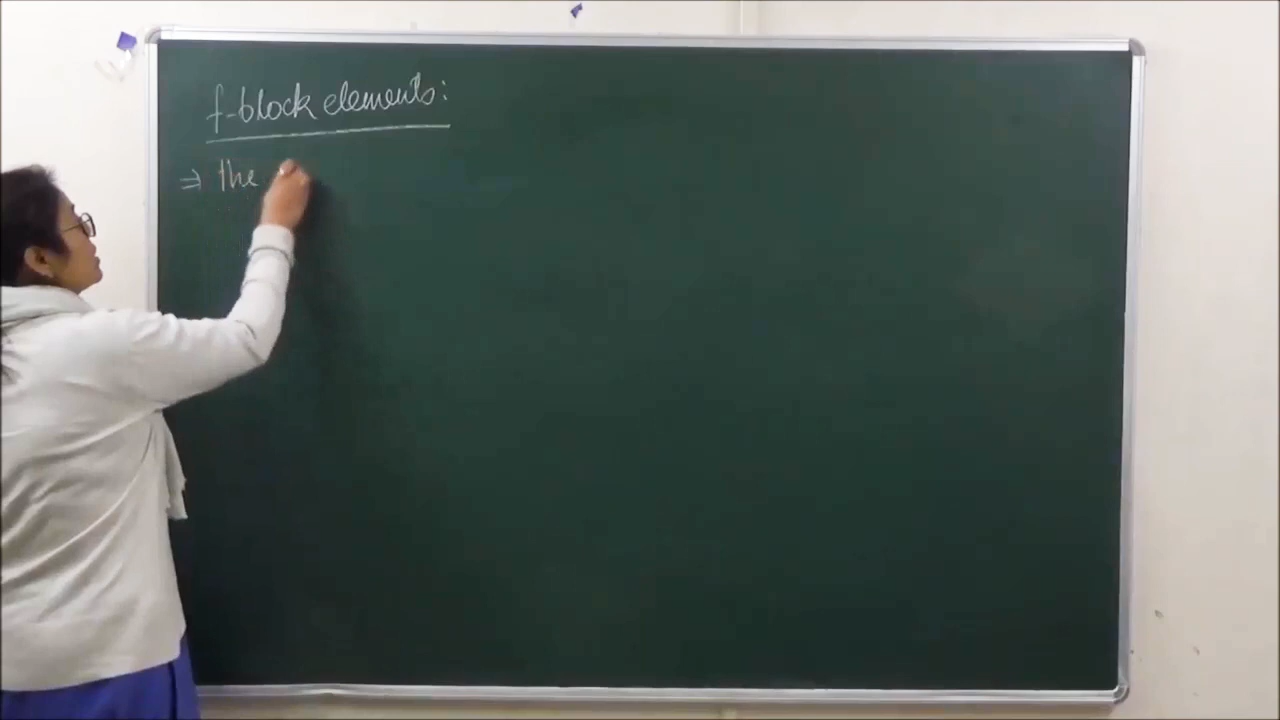 f-block elements:
⇒ the